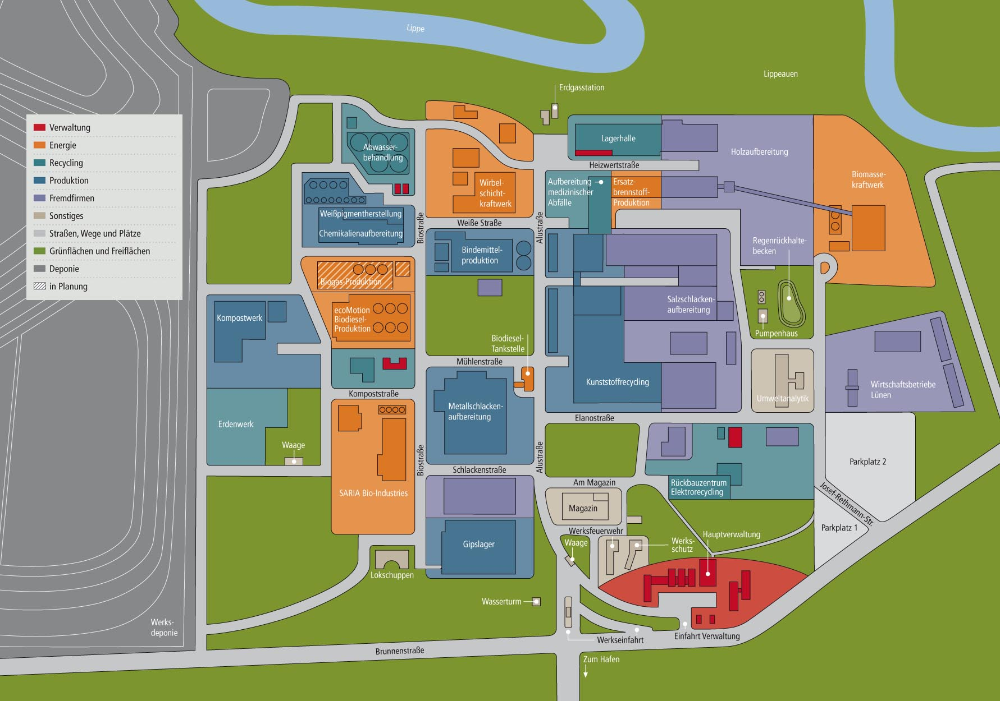 Lippe
Lippeauen
Erdgasstation
Verwaltung
Energie
Recycling
Produktion
Fremdfirmen
Sonstiges
Straßen, Wege und Plätze
Grünflächen und Freiflächen
Deponie
in Planung
Abwasser-
behandlung
Lagerhalle
Holzaufbereitung
Heizwertstraße
Biomasse-
kraftwerk
Wirbel-
schicht-
kraftwerk
Aufbereitung
medizinischer
Abfälle
Ersatz-
brennstoff-
Produktion
Weißpigmentherstellung
Chemikalienaufbereitung
Biostraße
Weiße Straße
Alustraße
Bindemittel-
produktion
Regenrückhalte-
becken
Biogas-Produktion
ecoMotion
Biodiesel-
Produktion
Kompostwerk
Salzschlacken-
aufbereitung
Pumpenhaus
Biodiesel-
Tankstelle
Mühlenstraße
Kunststoffrecycling
Umweltanalytik
Wirtschaftsbetriebe
Lünen
Kompoststraße
Metallschlacken-
aufbereitung
Elanostraße
Erdenwerk
Waage
Biostraße
Alustraße
Schlackenstraße
Parkplatz 2
Am Magazin
Rückbauzentrum
Elektrorecycling
Josef-Rethmann-Str.
SARIA Bio-Industries
Magazin
Parkplatz 1
Werksfeuerwehr
Hauptverwaltung
Werks-
schutz
Waage
Gipslager
Lokschuppen
Wasserturm
Werks-
deponie
Werkseinfahrt
Einfahrt Verwaltung
Brunnenstraße
Zum Hafen